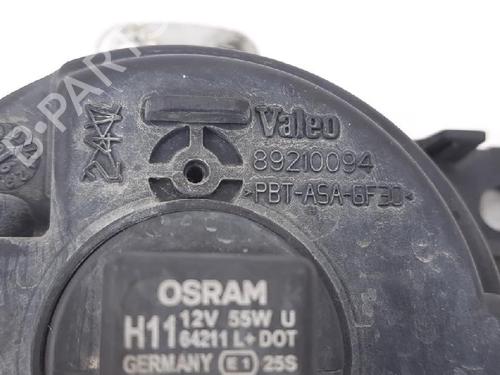 B-PARTS
Valeo
89210094
>PBT-ASA-GF30<
OSRAM
H11 12V 55W U
64211 L+ DOT
GERMANY E1 25S